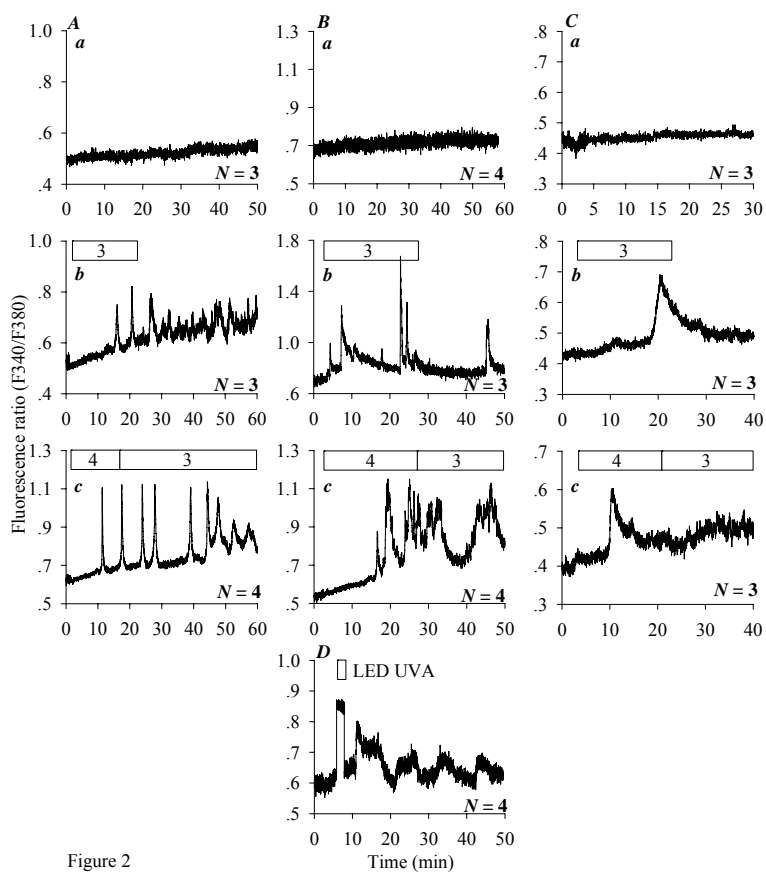 A
a
1.0
.8
.6
.4
0 10 20 30 40 50
N = 3
B
a
1.3
1.1
.9
.7
.5
0 10 20 30 40 50 60
N = 4
C
a
.8
.7
.6
.5
.4
.3
0 5 10 15 20 25 30
N = 3
Fluorescence ratio (F340/F380)
b
3
1.0
.8
.6
.4
0 10 20 30 40 50 60
N = 3
b
3
1.8
1.4
1.0
.6
0 10 20 30 40 50
N = 3
b
3
.8
.7
.6
.5
.4
.3
0 10 20 30 40
N = 3
c
4 3
1.3
1.1
.9
.7
.5
0 10 20 30 40 50 60
N = 4
c
4 3
1.3
1.1
.9
.7
.5
0 10 20 30 40 50
N = 4
c
4 3
.7
.6
.5
.4
.3
0 10 20 30 40
N = 3
D
LED UVA
1.0
.9
.8
.7
.6
.5
0 10 20 30 40 50
N = 4
Time (min)
Figure 2